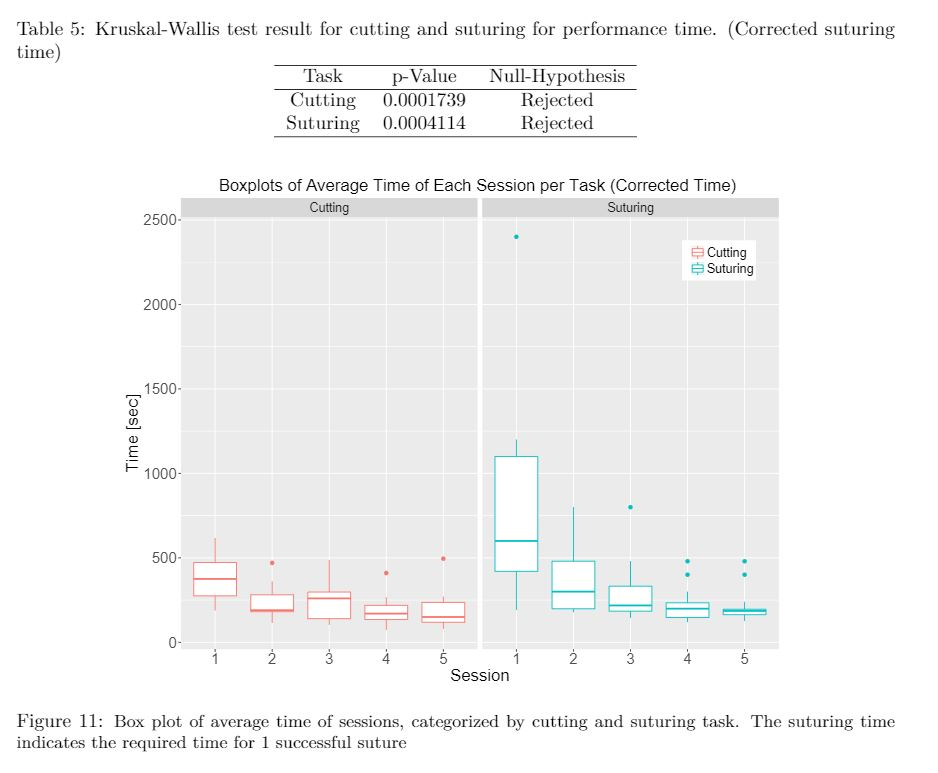 Table 5: Kruskal-Wallis test result for cutting and suturing for performance time. (Corrected suturing
time)
Task p-Value Null-Hypothesis
Cutting 0.0001739 Rejected
Suturing 0.0004114 Rejected
Boxplots of Average Time of Each Session per Task (Corrected Time)
Cutting Suturing
2500
2000
1500
1000
500
0
Time [sec]
Cutting
Suturing
1 2 3 4 5 1 2 3 4 5
Session
Figure 11: Box plot of average time of sessions, categorized by cutting and suturing task. The suturing time
indicates the required time for 1 successful suture